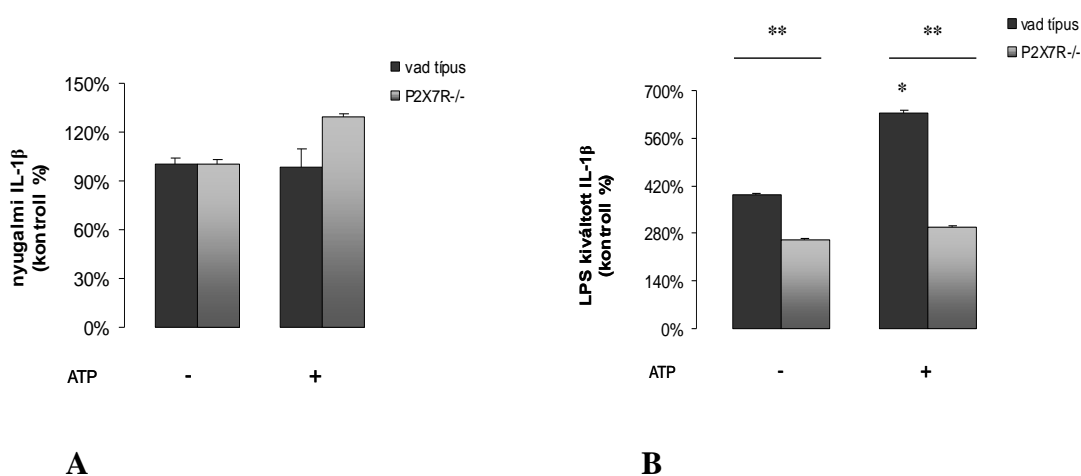 vad típus
P2X7R-/-
150%
120%
90%
60%
30%
0%
nyugalmi IL-1β
(kontroll %)
ATP - +
A
** **
vad típus
P2X7R-/-
*
700%
560%
420%
280%
140%
0%
LPS kiváltott IL-1β
(kontroll %)
ATP - +
B